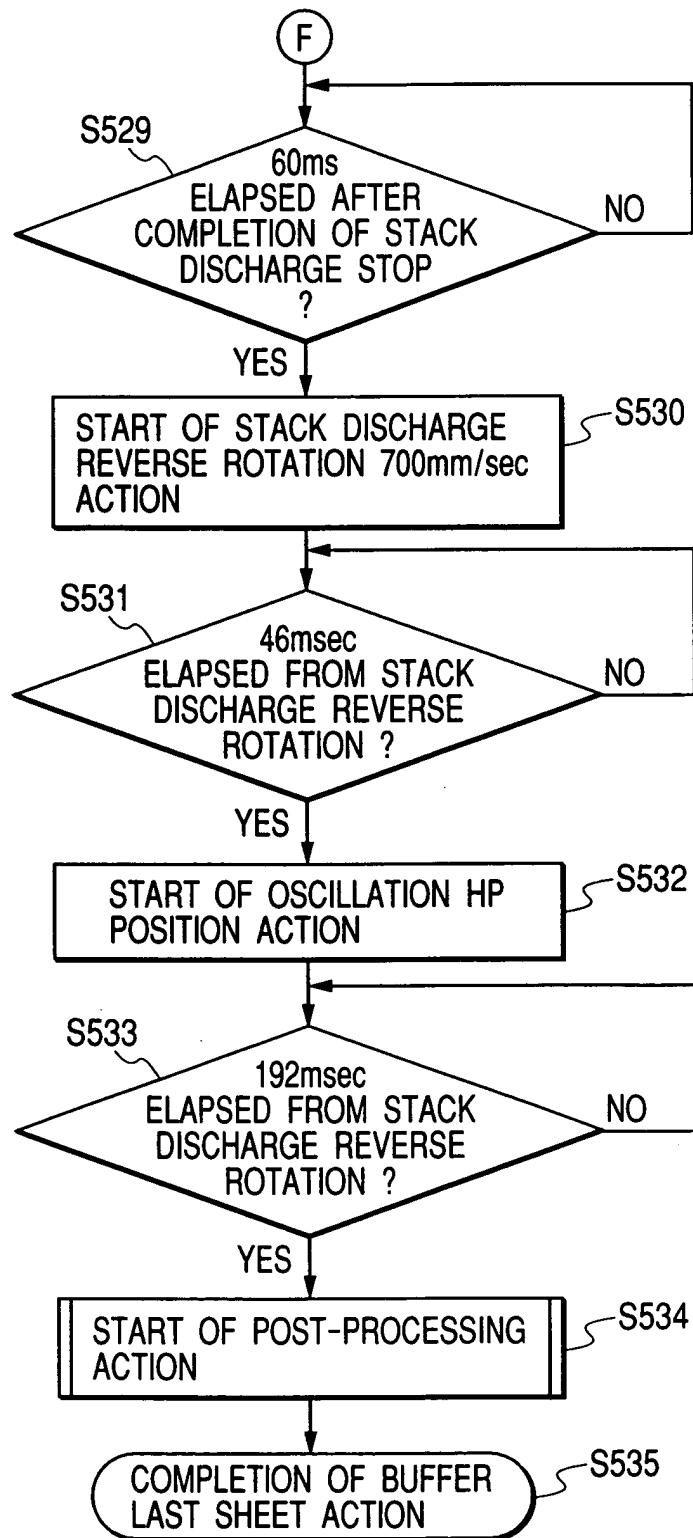 F
S529
60ms
ELAPSED AFTER
COMPLETION OF STACK
DISCHARGE STOP
?
NO
YES
START OF STACK DISCHARGE
REVERSE ROTATION 700mm/sec
ACTION
S530
S531
46msec
ELAPSED FROM STACK
DISCHARGE REVERSE
ROTATION ?
NO
YES
START OF OSCILLATION HP
POSITION ACTION
S532
S533
192msec
ELAPSED FROM STACK
DISCHARGE REVERSE
ROTATION ?
NO
YES
START OF POST-PROCESSING
ACTION
S534
COMPLETION OF BUFFER
LAST SHEET ACTION
S535